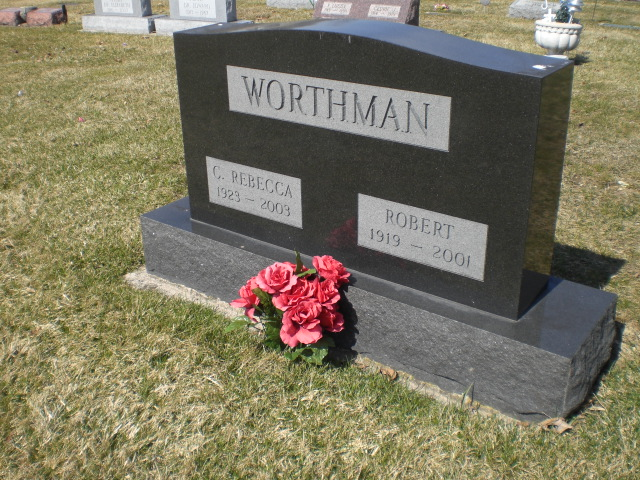 WORTHMAN
C. REBECCA
1923 – 2003
ROBERT
1919 – 2001